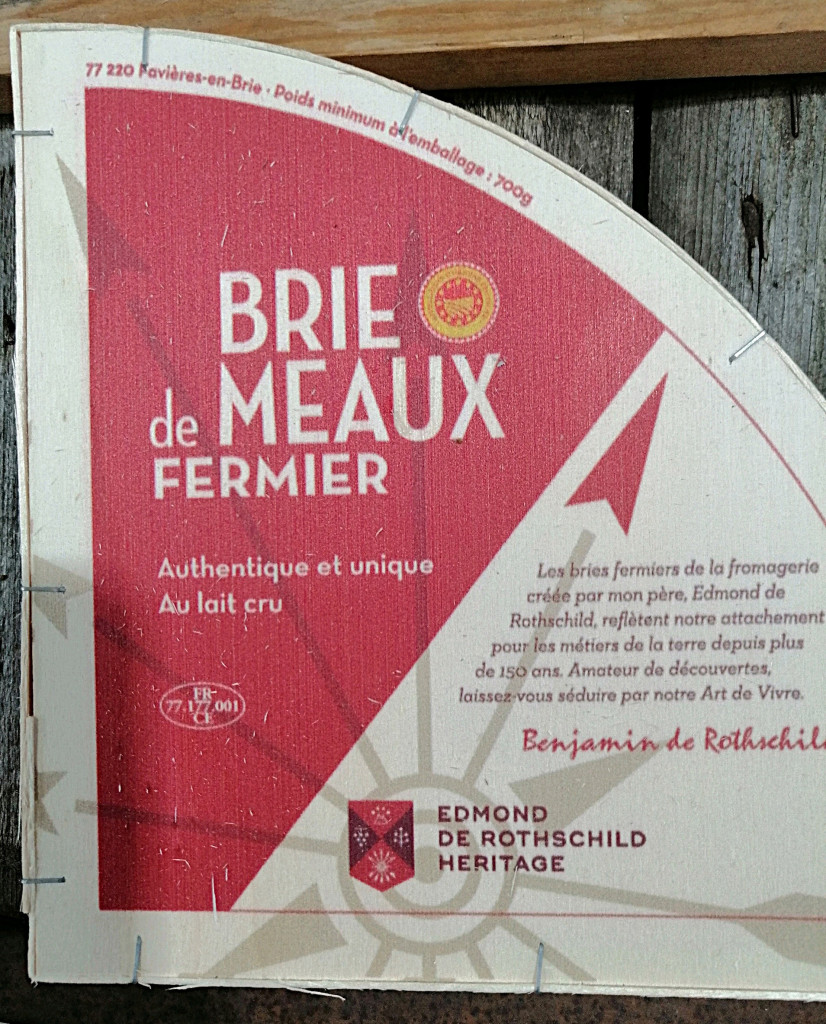 77 220 Favières-en-Brie · Poids minimum à l'emballage : 700g
BRIE
de MEAUX
FERMIER
Authentique et unique
Au lait cru
FR-
77.177.001
CE
Les bries fermiers de la fromagerie
créée par mon père, Edmond de
Rothschild, reflètent notre attachement
pour les métiers de la terre depuis plus
de 150 ans. Amateur de découvertes,
laissez-vous séduire par notre Art de Vivre.
Benjamin de Rothschild
EDMOND
DE ROTHSCHILD
HERITAGE